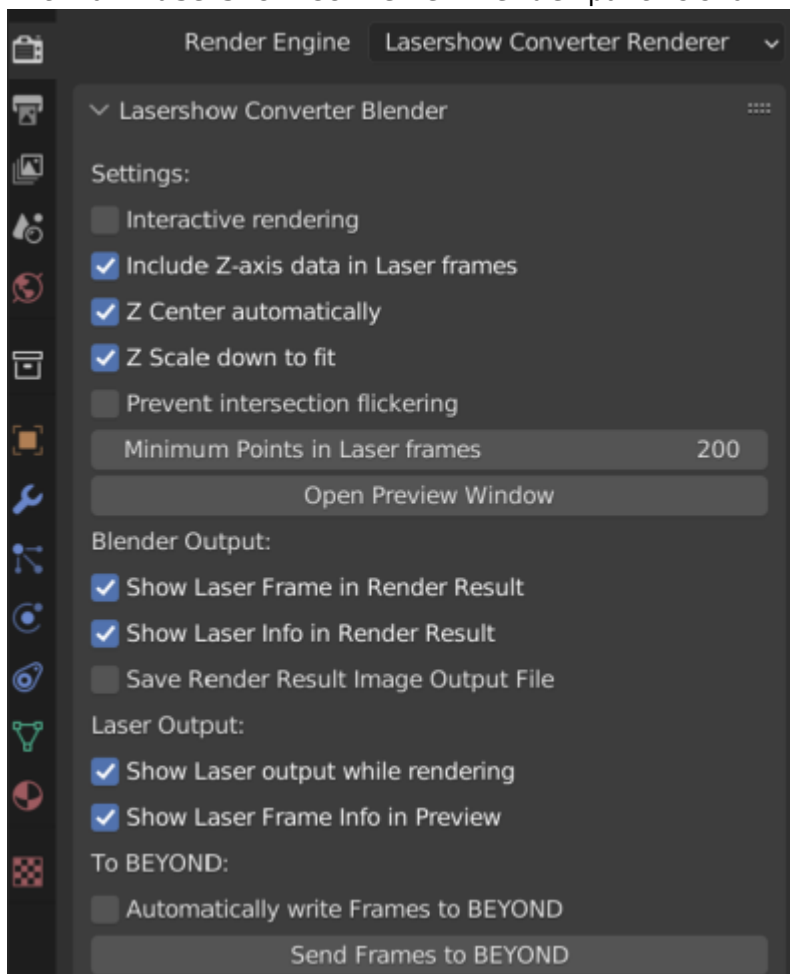 Render Engine Lasershow Converter Renderer
Lasershow Converter Blender
Settings:
Interactive rendering
Include Z-axis data in Laser frames
Z Center automatically
Z Scale down to fit
Prevent intersection flickering
Minimum Points in Laser frames 200
Open Preview Window
Blender Output:
Show Laser Frame in Render Result
Show Laser Info in Render Result
Save Render Result Image Output File
Laser Output:
Show Laser output while rendering
Show Laser Frame Info in Preview
To BEYOND:
Automatically write Frames to BEYOND
Send Frames to BEYOND